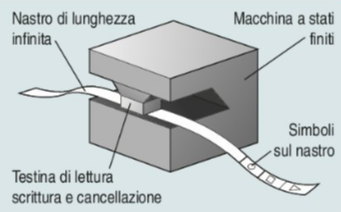 Nastro di lunghezza
infinita
Macchina a stati
finiti
Simboli
sul nastro
Testina di lettura
scrittura e cancellazione